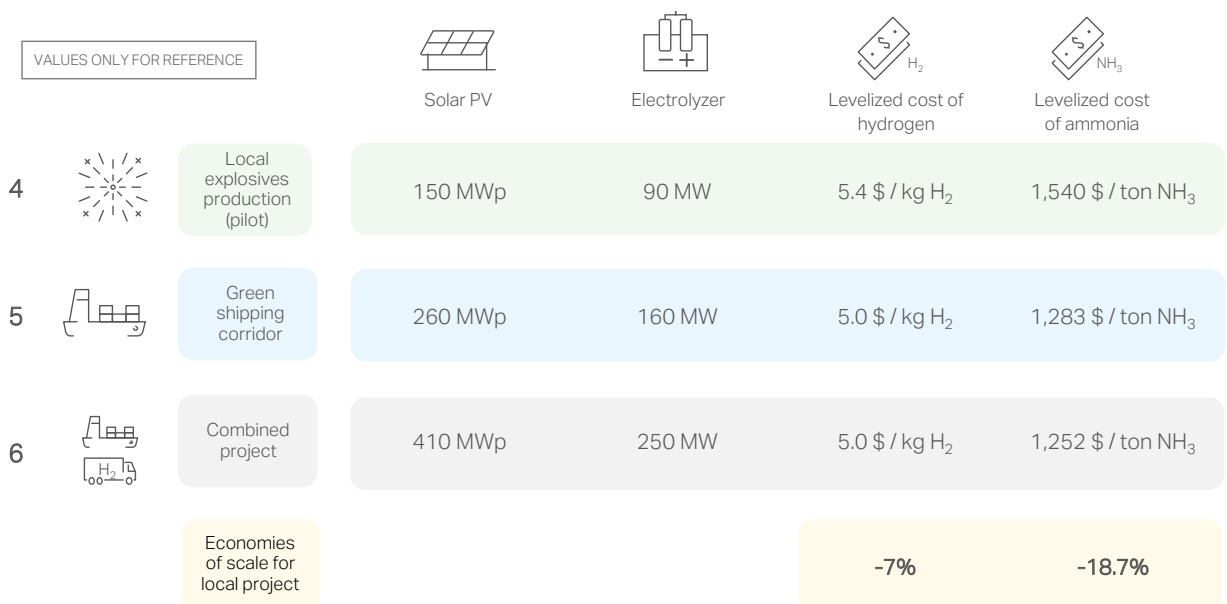 VALUES ONLY FOR REFERENCE
Solar PV
Electrolyzer
H₂
Levelized cost of
hydrogen
NH₃
Levelized cost
of ammonia
4
Local
explosives
production
(pilot)
150 MWp
90 MW
5.4 $ / kg H₂
1,540 $ / ton NH₃
5
Green
shipping
corridor
260 MWp
160 MW
5.0 $ / kg H₂
1,283 $ / ton NH₃
6
H₂
Combined
project
410 MWp
250 MW
5.0 $ / kg H₂
1,252 $ / ton NH₃
Economies
of scale for
local project
-7%
-18.7%